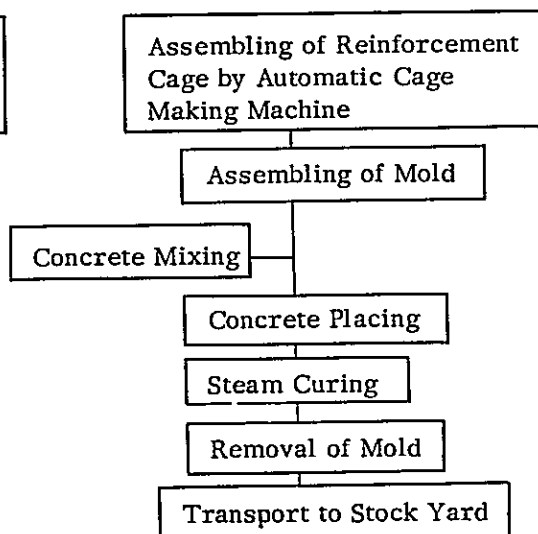 Assembling of Reinforcement
Cage by Automatic Cage
Making Machine
Assembling of Mold
Concrete Mixing
Concrete Placing
Steam Curing
Removal of Mold
Transport to Stock Yard